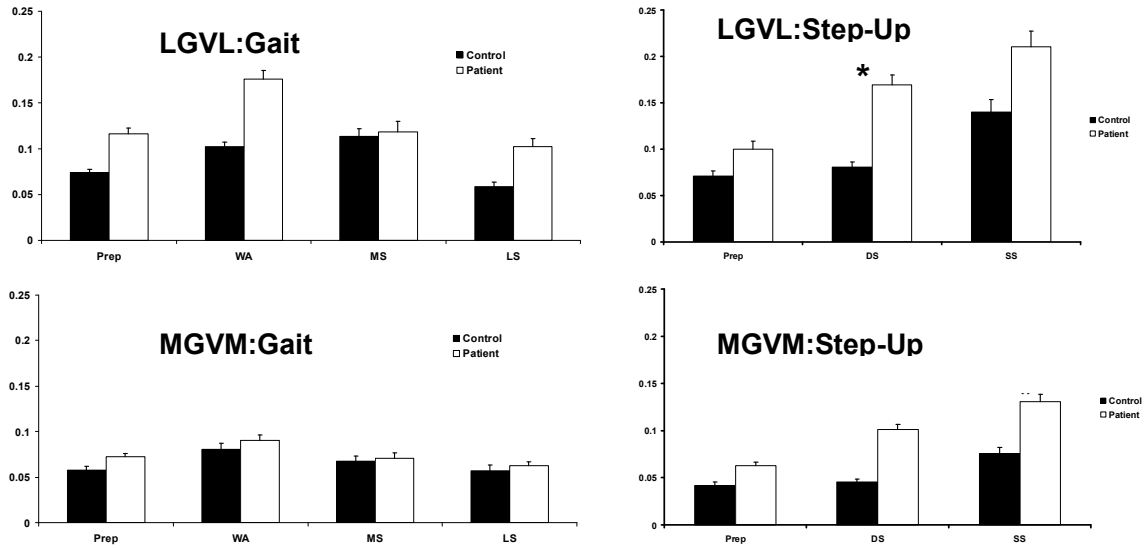 LGVL:Gait
0.25
0.2
0.15
0.1
0.05
0
Prep WA MS LS
Control
Patient
LGVL:Step-Up
0.25
0.2
0.15
0.1
0.05
0
*
Prep DS SS
Control
Patient
MGVM:Gait
0.25
0.2
0.15
0.1
0.05
0
Prep WA MS LS
Control
Patient
MGVM:Step-Up
0.25
0.2
0.15
0.1
0.05
0
Prep DS SS
Control
Patient